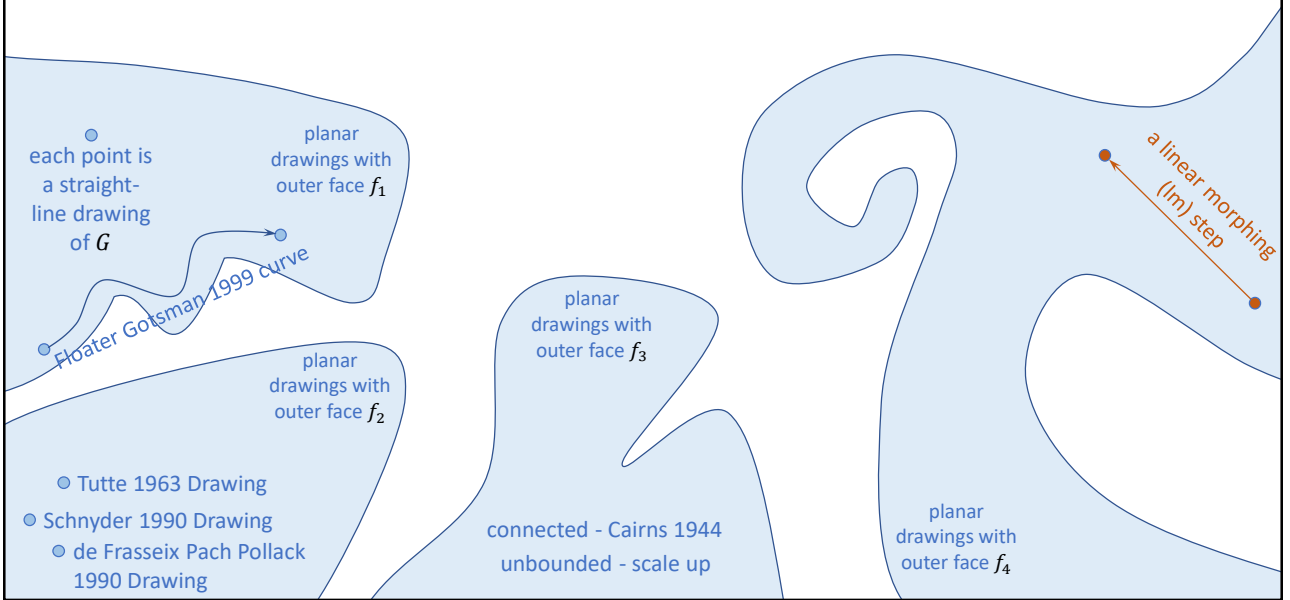 each point is
a straight-
line drawing
of G
planar
drawings with
outer face f₁
Floater Gotsman 1999 curve
planar
drawings with
outer face f₂
Tutte 1963 Drawing
Schnyder 1990 Drawing
de Frasseix Pach Pollack
1990 Drawing
planar
drawings with
outer face f₃
connected - Cairns 1944
unbounded - scale up
planar
drawings with
outer face f₄
a linear morphing
(lm) step